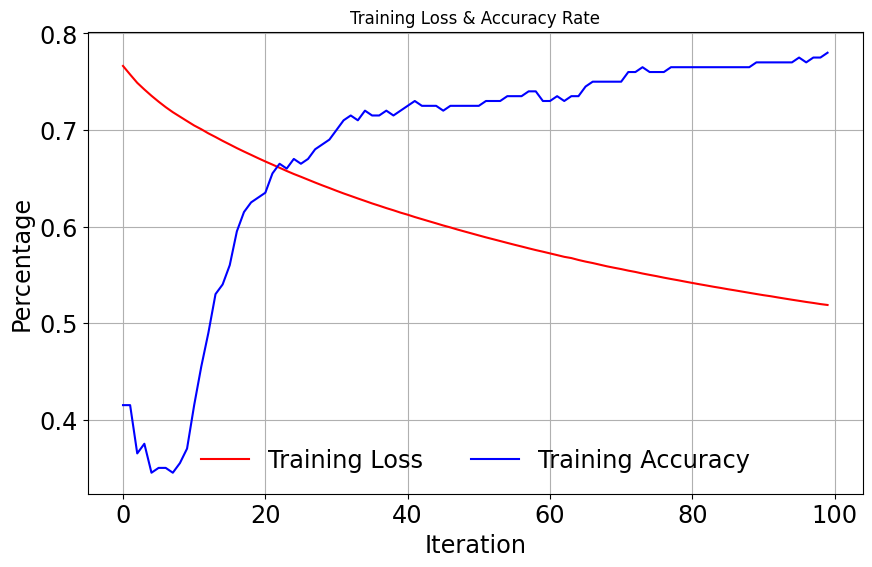 Training Loss & Accuracy Rate
0.8
0.7
0.6
0.5
0.4
Percentage
Training Loss
Training Accuracy
0 20 40 60 80 100
Iteration